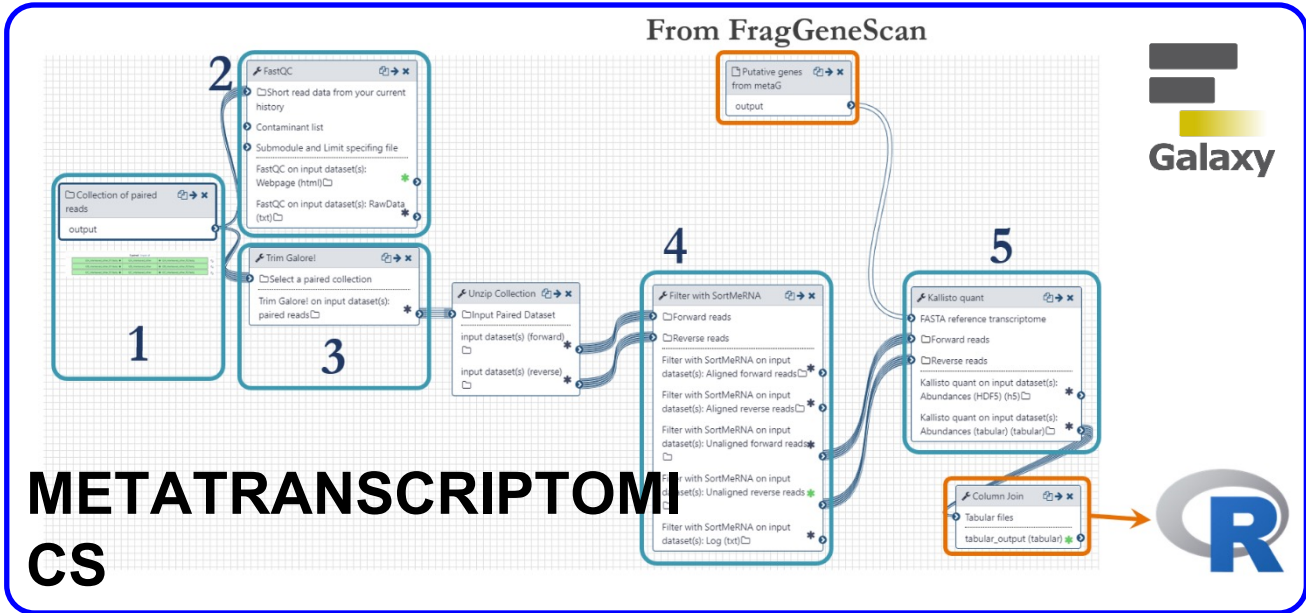 From FragGeneScan
2
FastQC
Short read data from your current
history
Contaminant list
Submodule and Limit specifing file
FastQC on input dataset(s):
Webpage (html)
FastQC on input dataset(s): RawData
(txt)
Putative genes
from metaG
output
Galaxy
Collection of paired
reads
output
1
Trim Galore!
Select a paired collection
Trim Galore! on input dataset(s):
paired reads
3
Unzip Collection
Input Paired Dataset
input dataset(s) (forward)
input dataset(s) (reverse)
4
Filter with SortMeRNA
Forward reads
Reverse reads
Filter with SortMeRNA on input
dataset(s): Aligned forward reads
Filter with SortMeRNA on input
dataset(s): Aligned reverse reads
Filter with SortMeRNA on input
dataset(s): Unaligned forward reads
Filter with SortMeRNA on input
dataset(s): Unaligned reverse reads
Filter with SortMeRNA on input
dataset(s): Log (txt)
5
Kallisto quant
FASTA reference transcriptome
Forward reads
Reverse reads
Kallisto quant on input dataset(s):
Abundances (HDF5) (h5)
Kallisto quant on input dataset(s):
Abundances (tabular) (tabular)
Column Join
Tabular files
tabular_output (tabular)
R
METATRANSCRIPTOMI
CS